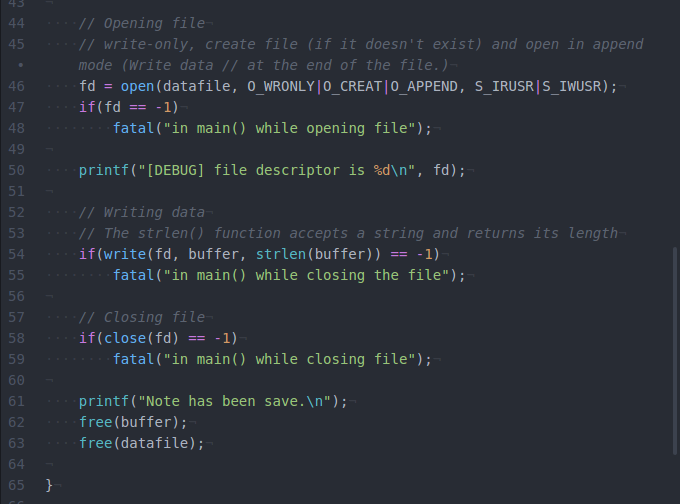 43
44 // Opening file
45 // write-only, create file (if it doesn't exist) and open in append
• mode (Write data // at the end of the file.)
46 fd = open(datafile, O_WRONLY|O_CREAT|O_APPEND, S_IRUSR|S_IWUSR);
47 if(fd == -1)
48 fatal("in main() while opening file");
49
50 printf("[DEBUG] file descriptor is %d\n", fd);
51
52 // Writing data
53 // The strlen() function accepts a string and returns its length
54 if(write(fd, buffer, strlen(buffer)) == -1)
55 fatal("in main() while closing the file");
56
57 // Closing file
58 if(close(fd) == -1)
59 fatal("in main() while closing file");
60
61 printf("Note has been save.\n");
62 free(buffer);
63 free(datafile);
64
65 }